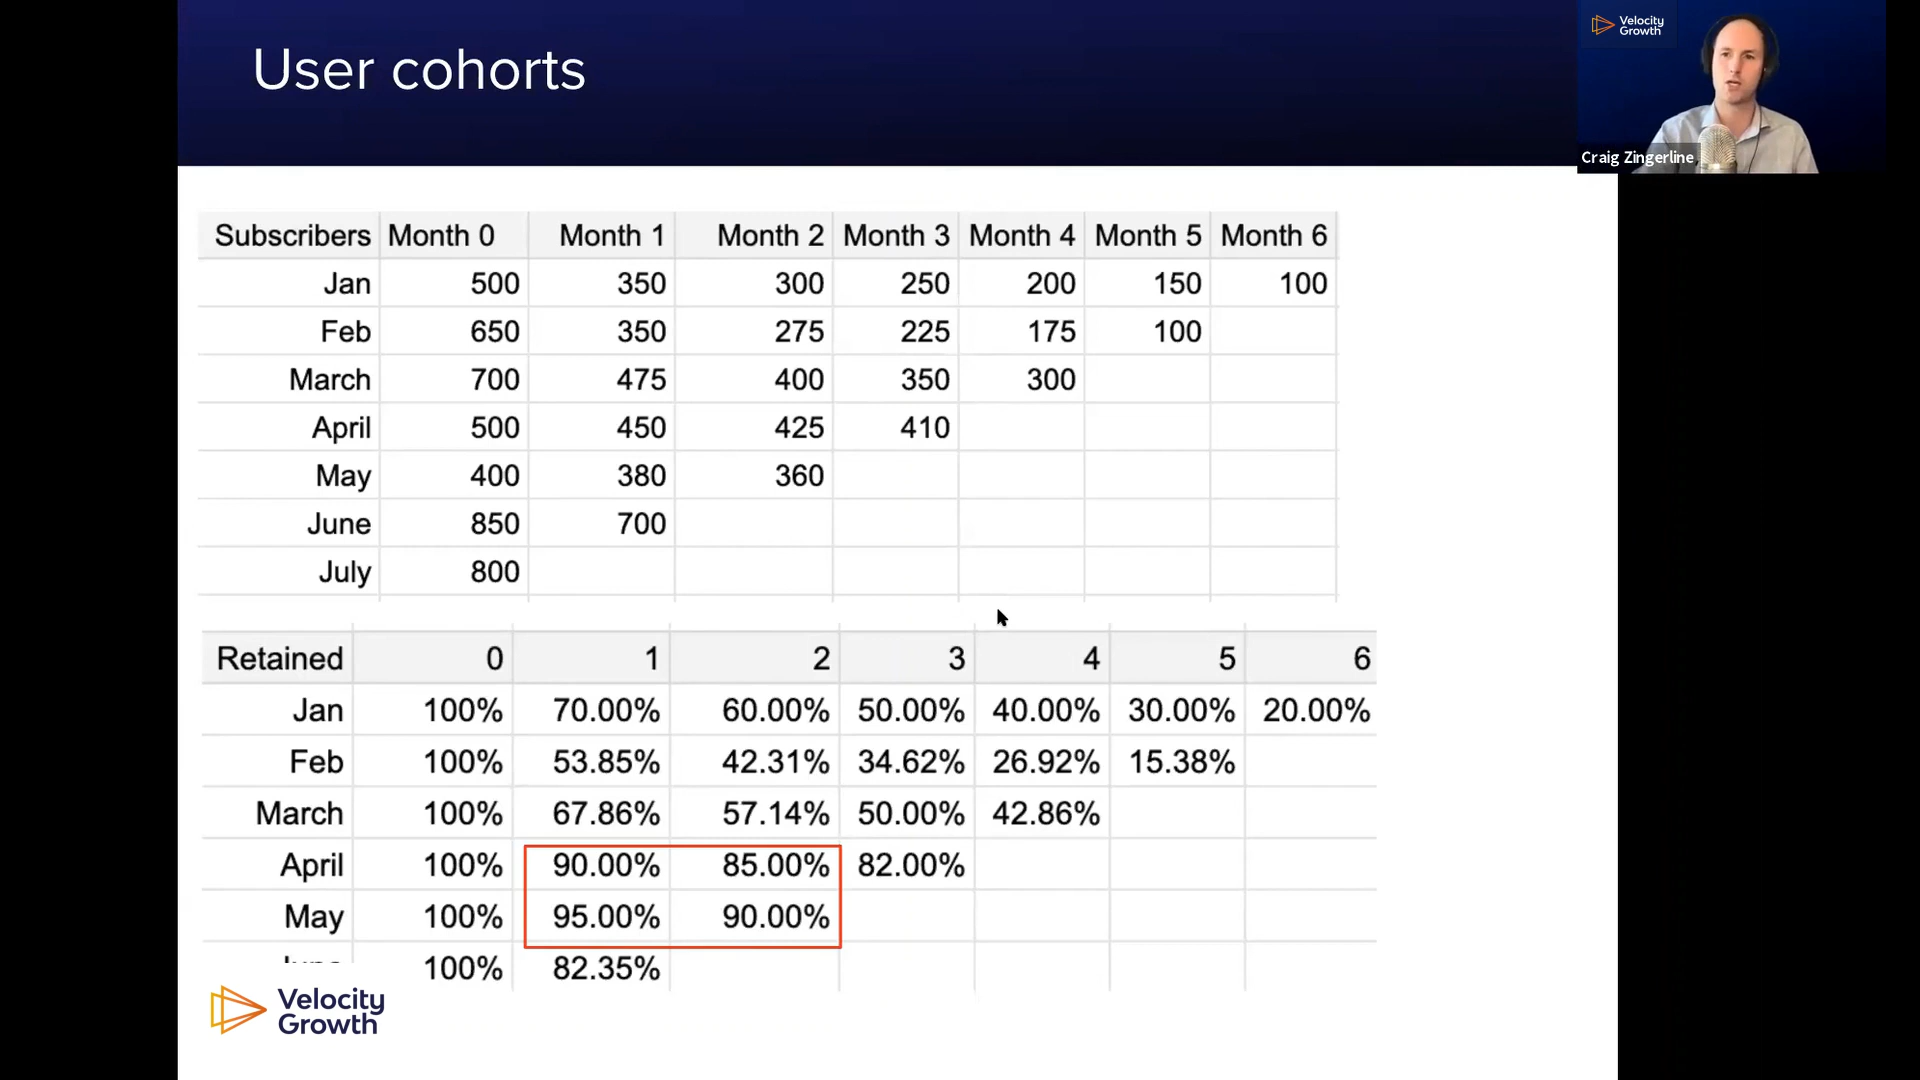 User cohorts
Velocity
Growth
Craig Zingerline
Subscribers Month 0 Month 1 Month 2 Month 3 Month 4 Month 5 Month 6
Jan 500 350 300 250 200 150 100
Feb 650 350 275 225 175 100
March 700 475 400 350 300
April 500 450 425 410
May 400 380 360
June 850 700
July 800
Retained 0 1 2 3 4 5 6
Jan 100% 70.00% 60.00% 50.00% 40.00% 30.00% 20.00%
Feb 100% 53.85% 42.31% 34.62% 26.92% 15.38%
March 100% 67.86% 57.14% 50.00% 42.86%
April 100% 90.00% 85.00% 82.00%
May 100% 95.00% 90.00%
100% 82.35%
Velocity
Growth